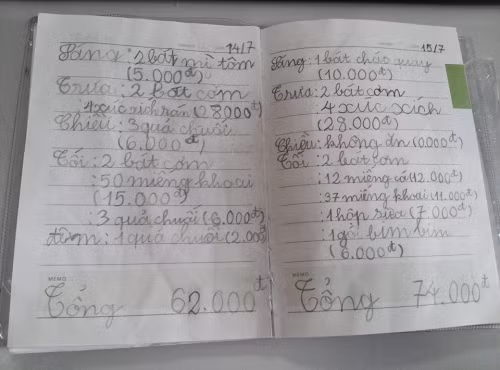 14/7
Sáng: 2 bát mì tôm
(5.000đ)
Trưa: 2 bát cơm
4 xúc xích rán (28.000đ)
Chiều: 3 quả chuối
(6.000đ)
Tối: 2 bát cơm
: 50 miếng khoai
(15.000đ)
: 3 quả chuối (6.000đ)
đêm: 1 quả chuối (2.000đ)
MEMO
Tổng 62.000đ
15/7
Sáng: 1 bát cháo quay
(10.000đ)
Trưa: 2 bát cơm
4 xúc xích
(28.000đ)
Chiều: không ăn (0.000đ)
Tối: 2 bát cơm
: 12 miếng cá (12.000đ)
: 37 miếng khoai (11.000đ)
: 1 hộp sữa (7.000đ)
: 1 gói bim bim
(6.000đ)
MEMO
Tổng 74.000đ